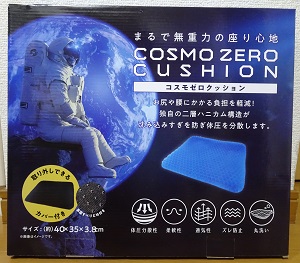 まるで無重力の座り心地
COSMO ZERO
CUSHION
コスモゼロクッション
お尻や腰にかかる負担を軽減!
独自の二層ハニカム構造が
沈み込みすぎを防ぎ体圧を分散します。
取り外しできる
カバー付き
サイズ:(約)40×35×3.8cm
体圧分散性
柔軟性
通気性
ズレ防止
丸洗い